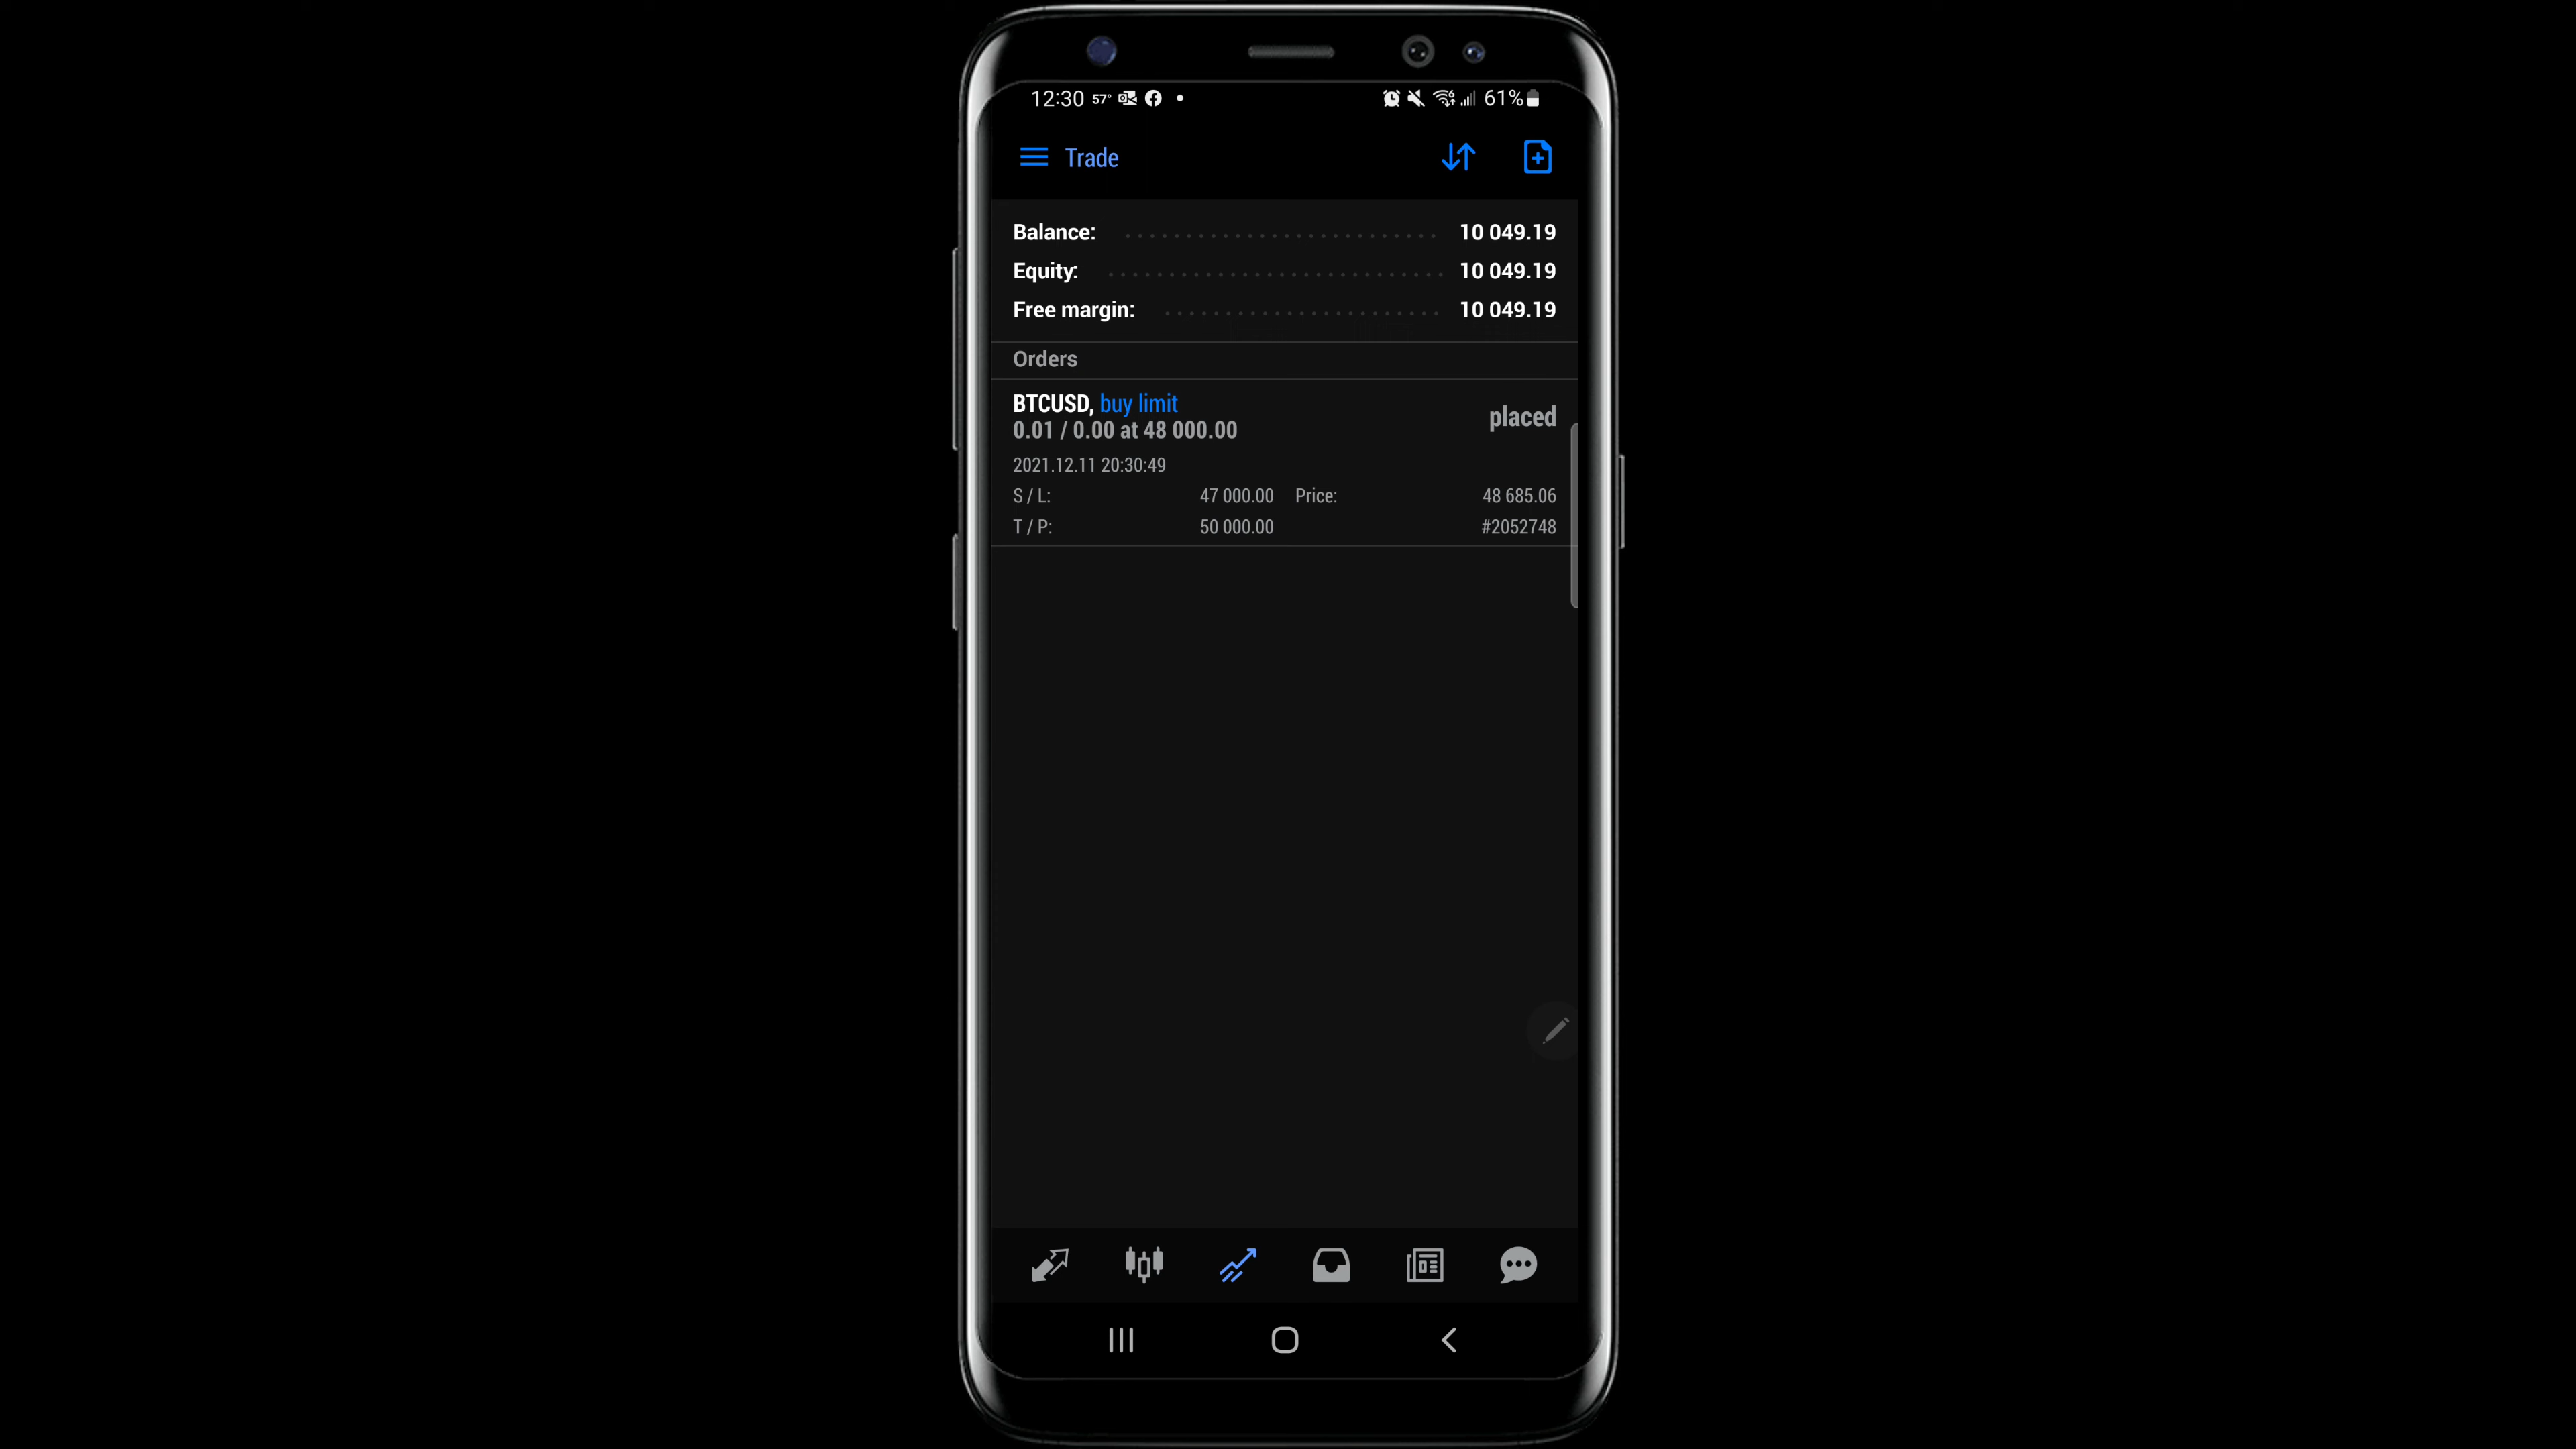 12:30 57° 61%
Trade
Balance: 10 049.19
Equity: 10 049.19
Free margin: 10 049.19
Orders
BTCUSD, buy limit
placed
0.01 / 0.00 at 48 000.00
2021.12.11 20:30:49
S / L: 47 000.00 Price: 48 685.06
T / P: 50 000.00 #2052748